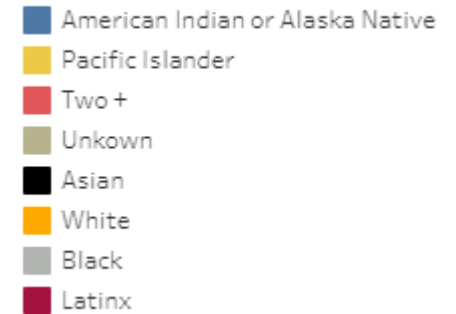 American Indian or Alaska Native
Pacific Islander
Two +
Unkown
Asian
White
Black
Latinx